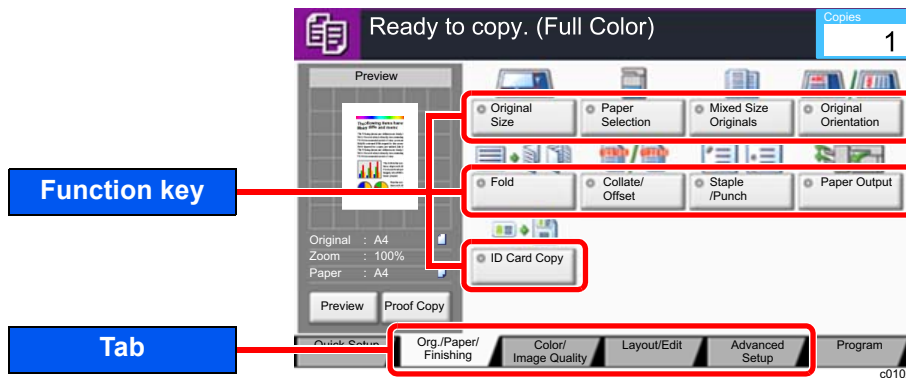 Ready to copy. (Full Color)
Copies
1
Preview
Original Size
Paper Selection
Mixed Size Originals
Original Orientation
Function key
Fold
Collate/ Offset
Staple /Punch
Paper Output
Original : A4
Zoom : 100%
Paper : A4
ID Card Copy
Preview
Proof Copy
Tab
Quick Setup
Org./Paper/ Finishing
Color/ Image Quality
Layout/Edit
Advanced Setup
Program
c010